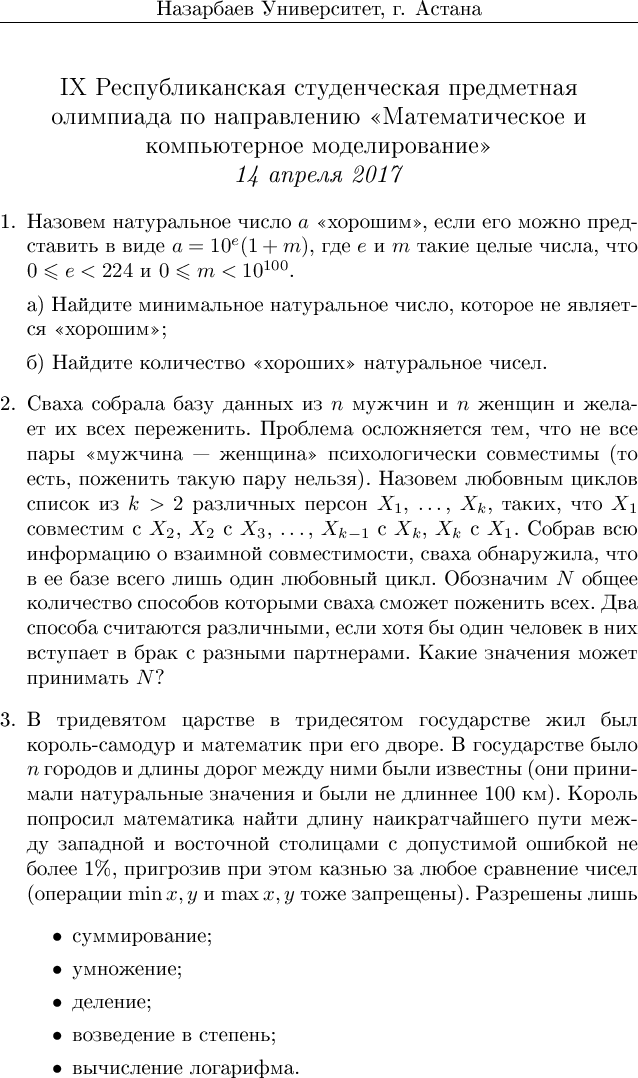 Назарбаев Университет, г. Астана
IX Республиканская студенческая предметная
олимпиада по направлению «Математическое и
компьютерное моделирование»
14 апреля 2017
1. Назовем натуральное число a «хорошим», если его можно пред-
ставить в виде a = 10^e(1 + m), где e и m такие целые числа, что
0 ⩽ e < 224 и 0 ⩽ m < 10^100.
а) Найдите минимальное натуральное число, которое не являет-
ся «хорошим»;
б) Найдите количество «хороших» натуральное чисел.
2. Сваха собрала базу данных из n мужчин и n женщин и жела-
ет их всех переженить. Проблема осложняется тем, что не все
пары «мужчина — женщина» психологически совместимы (то
есть, поженить такую пару нельзя). Назовем любовным циклов
список из k > 2 различных персон X_1, ..., X_k, таких, что X_1
совместим с X_2, X_2 с X_3, ..., X_{k−1} с X_k, X_k с X_1. Собрав всю
информацию о взаимной совместимости, сваха обнаружила, что
в ее базе всего лишь один любовный цикл. Обозначим N общее
количество способов которыми сваха сможет поженить всех. Два
способа считаются различными, если хотя бы один человек в них
вступает в брак с разными партнерами. Какие значения может
принимать N?
3. В тридевятом царстве в тридесятом государстве жил был
король-самодур и математик при его дворе. В государстве было
n городов и длины дорог между ними были известны (они прини-
мали натуральные значения и были не длиннее 100 км). Король
попросил математика найти длину наикратчайшего пути меж-
ду западной и восточной столицами с допустимой ошибкой не
более 1%, пригрозив при этом казнью за любое сравнение чисел
(операции min x, y и max x, y тоже запрещены). Разрешены лишь
• суммирование;
• умножение;
• деление;
• возведение в степень;
• вычисление логарифма.